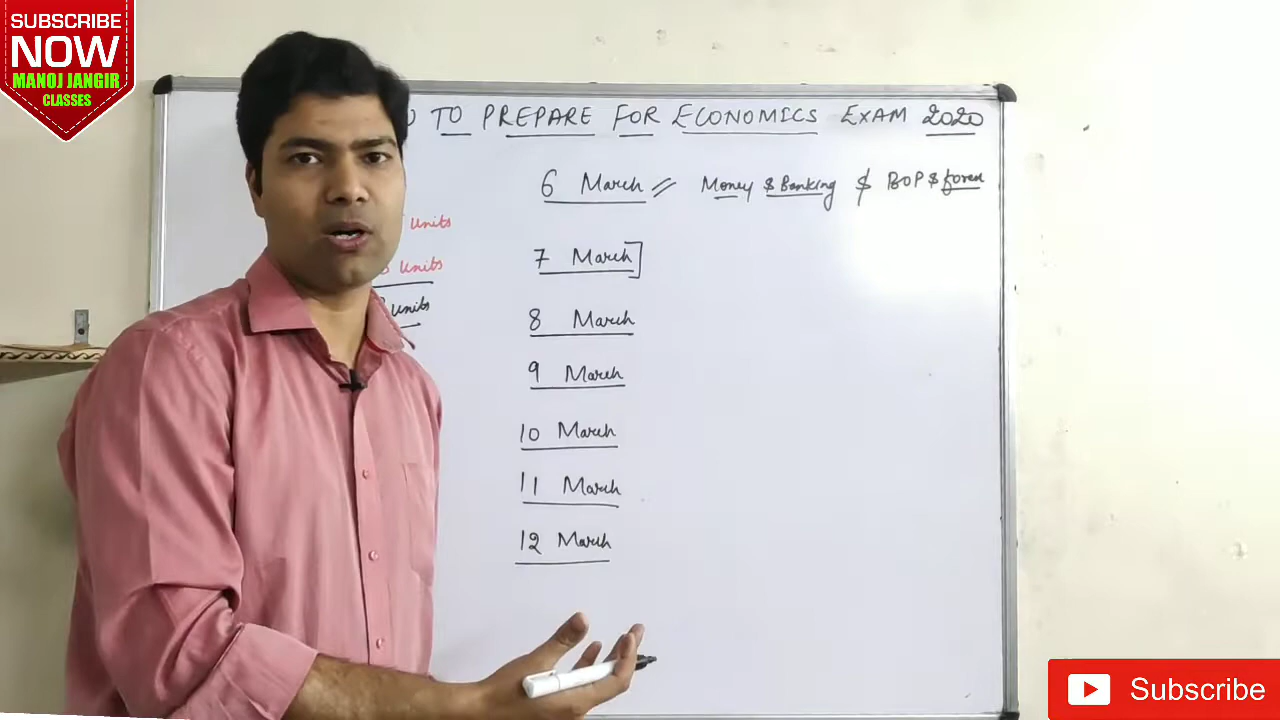 SUBSCRIBE
NOW
MANOJ JANGIR
CLASSES
TO PREPARE FOR ECONOMICS EXAM 2020
6 March Money & Banking & BOP & forex
Units
7 March
Units
8 March
Units
9 March
10 March
11 March
12 March
Subscribe